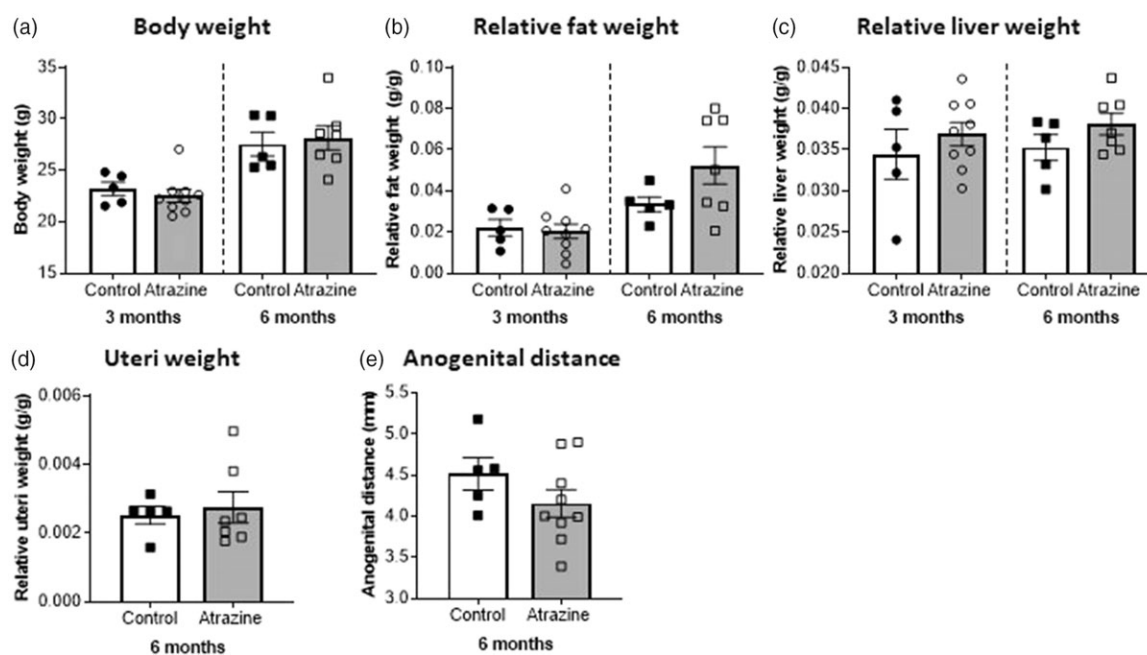 (a) Body weight
Body weight (g)
35
30
25
20
15
Control Atrazine Control Atrazine
3 months 6 months
(b) Relative fat weight
Relative fat weight (g/g)
0.10
0.08
0.06
0.04
0.02
0.00
Control Atrazine Control Atrazine
3 months 6 months
(c) Relative liver weight
Relative liver weight (g/g)
0.045
0.040
0.035
0.030
0.025
0.020
Control Atrazine Control Atrazine
3 months 6 months
(d) Uteri weight
Relative uteri weight (g/g)
0.006
0.004
0.002
0.000
Control Atrazine
6 months
(e) Anogenital distance
Anogenital distance (mm)
5.5
5.0
4.5
4.0
3.5
3.0
Control Atrazine
6 months